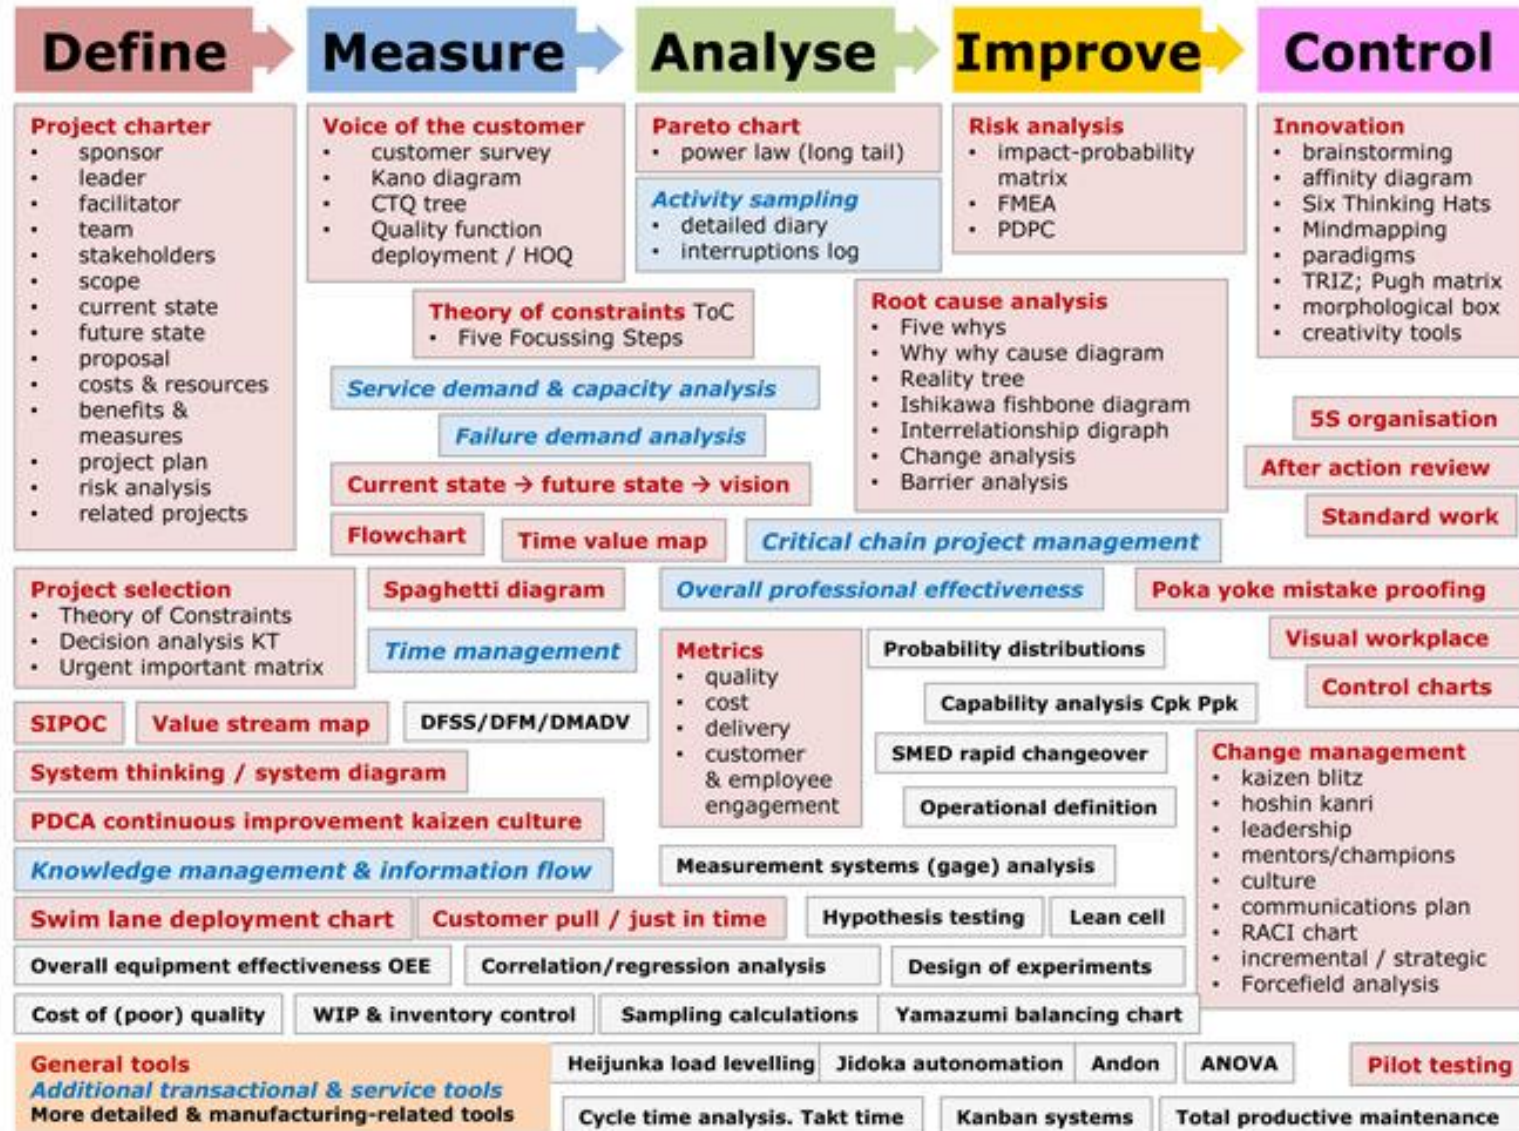 Define
Measure
Analyse
Improve
Control
Project charter
• sponsor
• leader
• facilitator
• team
• stakeholders
• scope
• current state
• future state
• proposal
• costs & resources
• benefits &
measures
• project plan
• risk analysis
• related projects
Voice of the customer
• customer survey
• Kano diagram
• CTQ tree
• Quality function
deployment / HOQ
Pareto chart
• power law (long tail)
Activity sampling
• detailed diary
• interruptions log
Risk analysis
• impact-probability
matrix
• FMEA
• PDPC
Innovation
• brainstorming
• affinity diagram
• Six Thinking Hats
• Mindmapping
• paradigms
• TRIZ; Pugh matrix
• morphological box
• creativity tools
Theory of constraints ToC
• Five Focussing Steps
Root cause analysis
• Five whys
• Why why cause diagram
• Reality tree
• Ishikawa fishbone diagram
• Interrelationship digraph
• Change analysis
• Barrier analysis
Service demand & capacity analysis
Failure demand analysis
Current state → future state → vision
5S organisation
After action review
Standard work
Flowchart
Time value map
Critical chain project management
Project selection
• Theory of Constraints
• Decision analysis KT
• Urgent important matrix
Spaghetti diagram
Overall professional effectiveness
Poka yoke mistake proofing
Time management
Metrics
• quality
• cost
• delivery
• customer
& employee
engagement
Probability distributions
Visual workplace
Capability analysis Cpk Ppk
Control charts
SIPOC
Value stream map
DFSS/DFM/DMADV
SMED rapid changeover
Change management
• kaizen blitz
• hoshin kanri
• leadership
• mentors/champions
• culture
• communications plan
• RACI chart
• incremental / strategic
• Forcefield analysis
System thinking / system diagram
Operational definition
PDCA continuous improvement kaizen culture
Knowledge management & information flow
Measurement systems (gage) analysis
Swim lane deployment chart
Customer pull / just in time
Hypothesis testing
Lean cell
Overall equipment effectiveness OEE
Correlation/regression analysis
Design of experiments
Cost of (poor) quality
WIP & inventory control
Sampling calculations
Yamazumi balancing chart
General tools
Additional transactional & service tools
More detailed & manufacturing-related tools
Heijunka load levelling
Jidoka autonomation
Andon
ANOVA
Pilot testing
Cycle time analysis. Takt time
Kanban systems
Total productive maintenance